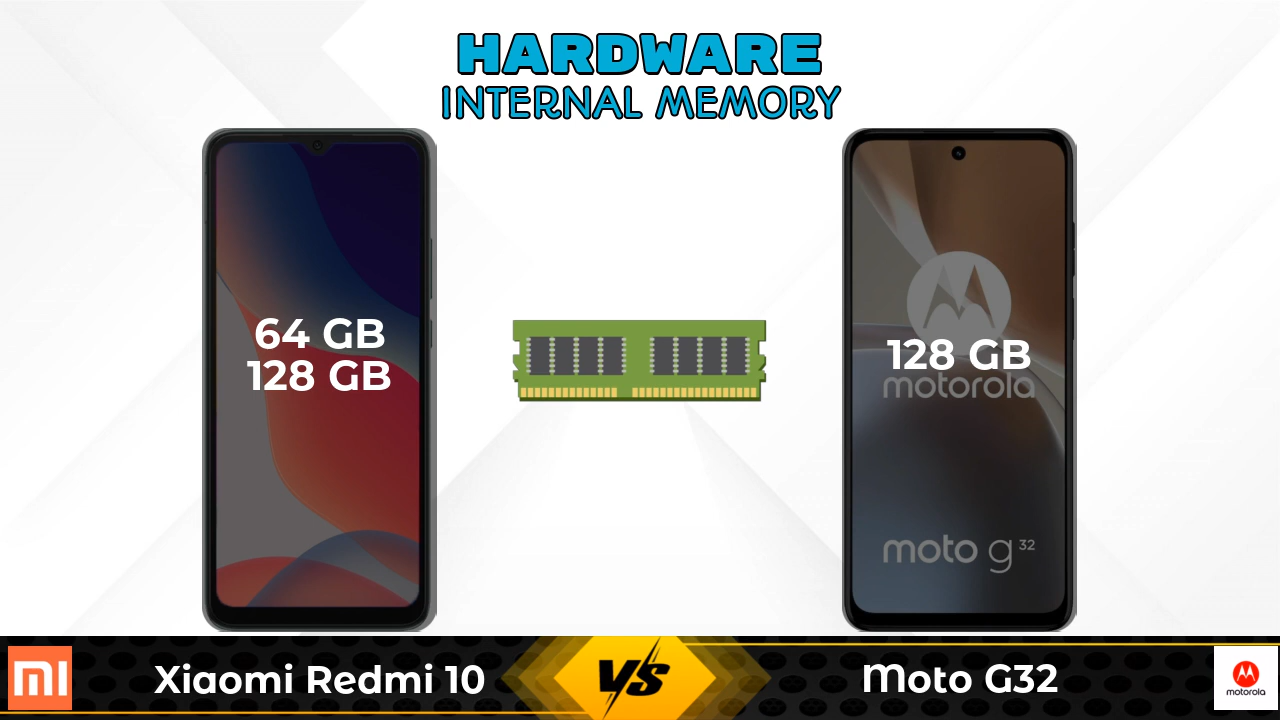 HARDWARE
INTERNAL MEMORY
64 GB
128 GB
128 GB
motorola
moto g 32
Xiaomi Redmi 10
VS
Moto G32
motorola